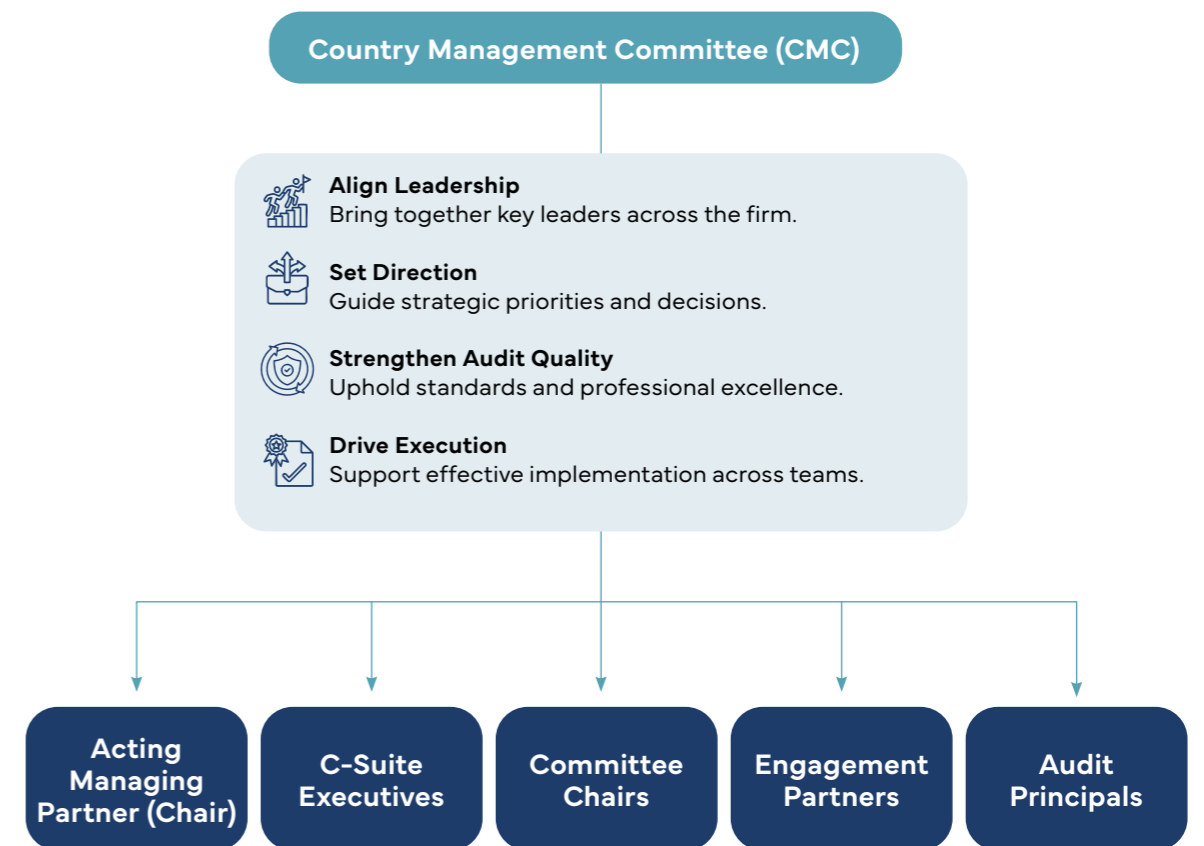 Country Management Committee (CMC)
Align Leadership
Bring together key leaders across the firm.
Set Direction
Guide strategic priorities and decisions.
Strengthen Audit Quality
Uphold standards and professional excellence.
Drive Execution
Support effective implementation across teams.
Acting
Managing
Partner (Chair)
C-Suite
Executives
Committee
Chairs
Engagement
Partners
Audit
Principals